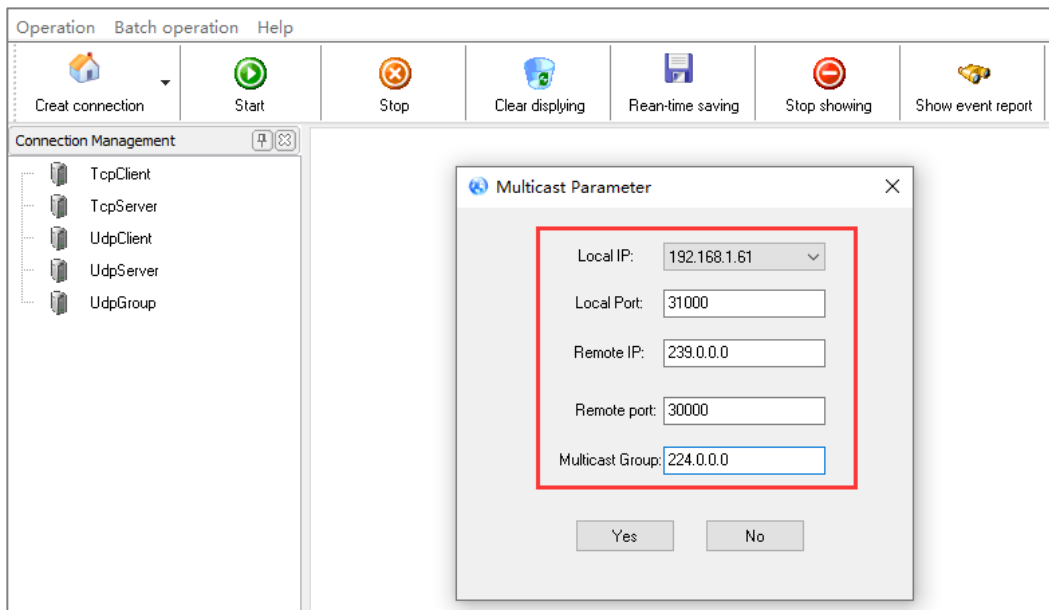 Operation Batch operation Help
Creat connection Start Stop Clear displying Rean-time saving Stop showing Show event report
Connection Management
TcpClient
TcpServer
UdpClient
UdpServer
UdpGroup
Multicast Parameter
Local IP: 192.168.1.61
Local Port: 31000
Remote IP: 239.0.0.0
Remote port: 30000
Multicast Group: 224.0.0.0
Yes No